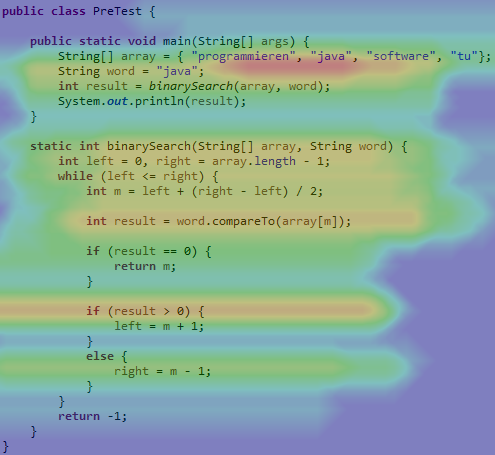 public class PreTest {
public static void main(String[] args) {
String[] array = { "programmieren", "java", "software", "tu"};
String word = "java";
int result = binarySearch(array, word);
System.out.println(result);
}
static int binarySearch(String[] array, String word) {
int left = 0, right = array.length - 1;
while (left <= right) {
int m = left + (right - left) / 2;
int result = word.compareTo(array[m]);
if (result == 0) {
return m;
}
if (result > 0) {
left = m + 1;
}
else {
right = m - 1;
}
}
return -1;
}
}